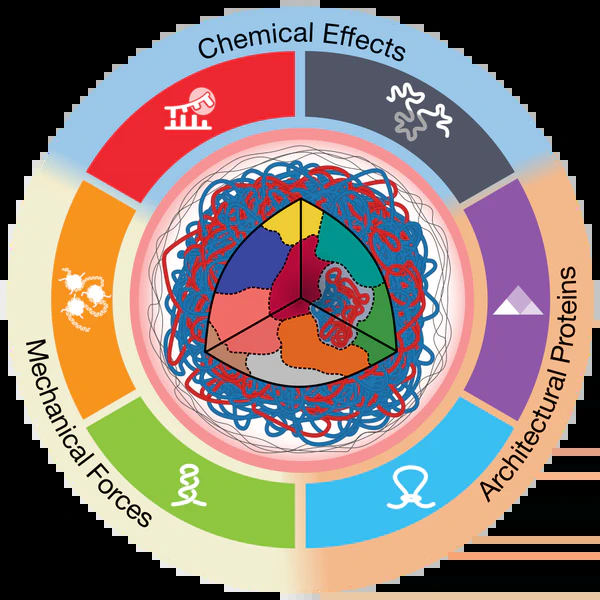 Chemical Effects
Architectural Proteins
Mechanical Forces